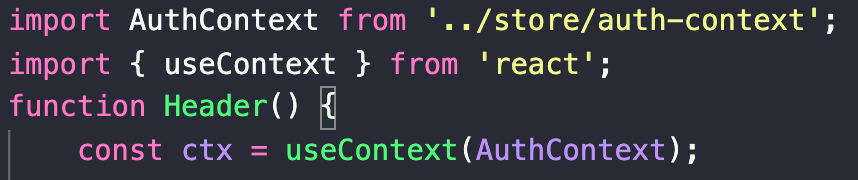 import AuthContext from '../store/auth-context';
import { useContext } from 'react';
function Header() {
    const ctx = useContext(AuthContext);